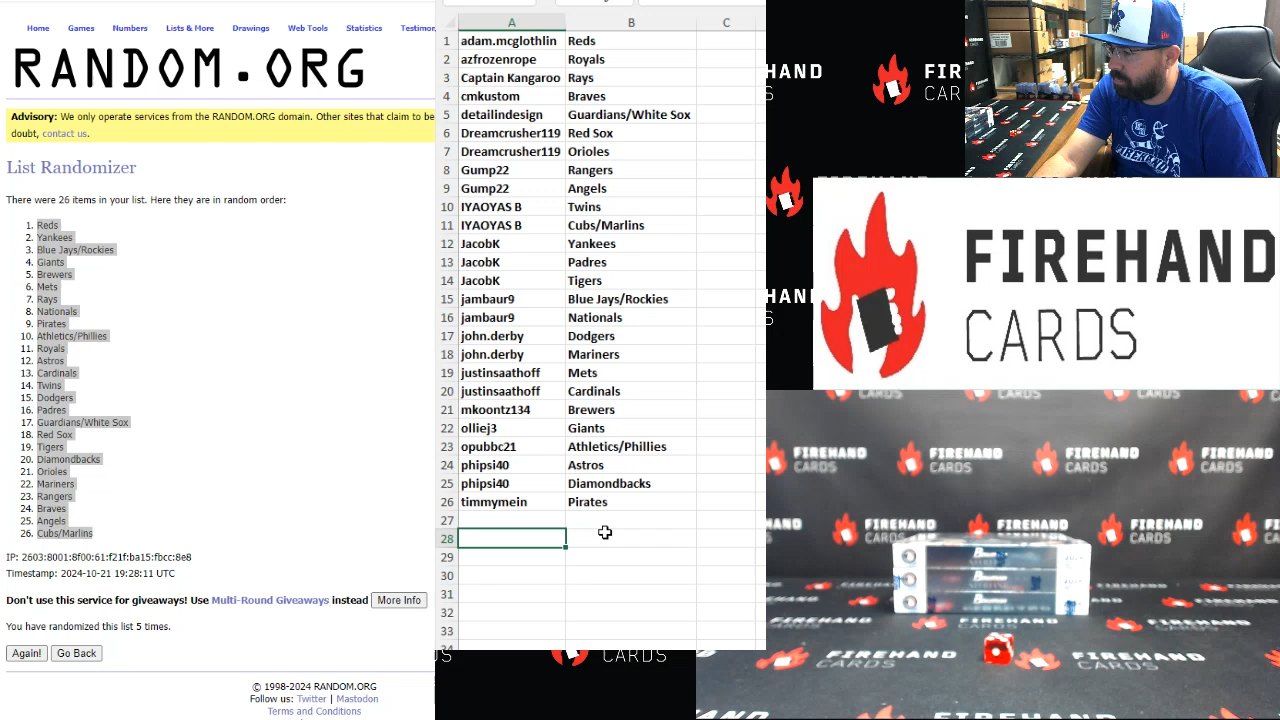 Home Games Numbers Lists & More Drawings Web Tools Statistics Testimor
RANDOM.ORG
Advisory: We only operate services from the RANDOM.ORG domain. Other sites that claim to be
doubt, contact us.
List Randomizer
There were 26 items in your list. Here they are in random order:
1. Reds
2. Yankees
3. Blue Jays/Rockies
4. Giants
5. Brewers
6. Mets
7. Rays
8. Nationals
9. Pirates
10. Athletics/Phillies
11. Royals
12. Astros
13. Cardinals
14. Twins
15. Dodgers
16. Padres
17. Guardians/White Sox
18. Red Sox
19. Tigers
20. Diamondbacks
21. Orioles
22. Mariners
23. Rangers
24. Braves
25. Angels
26. Cubs/Marlins
IP: 2603:8001:8f00:61:f21f:ba15:fbcc:8e8
Timestamp: 2024-10-21 19:28:11 UTC
Don't use this service for giveaways! Use Multi-Round Giveaways instead More Info
You have randomized this list 5 times.
Again! Go Back
© 1998-2024 RANDOM.ORG
Follow us: Twitter | Mastodon
Terms and Conditions
A B C
1 adam.mcglothlin Reds
2 azfrozenrope Royals
3 Captain Kangaroo Rays
4 cmkustom Braves
5 detailindesign Guardians/White Sox
6 Dreamcrusher119 Red Sox
7 Dreamcrusher119 Orioles
8 Gump22 Rangers
9 Gump22 Angels
10 IYAOYAS B Twins
11 IYAOYAS B Cubs/Marlins
12 JacobK Yankees
13 JacobK Padres
14 JacobK Tigers
15 jambaur9 Blue Jays/Rockies
16 jambaur9 Nationals
17 john.derby Dodgers
18 john.derby Mariners
19 justinsaathoff Mets
20 justinsaathoff Cardinals
21 mkoontz134 Brewers
22 olliej3 Giants
23 opubbc21 Athletics/Phillies
24 phipsi40 Astros
25 phipsi40 Diamondbacks
26 timmymein Pirates
27
28
29
30
31
32
33
34
FIREHAND
CARDS
FIREHAND
CARDS
FIREHAND
CARDS
FIREHAND
CARDS